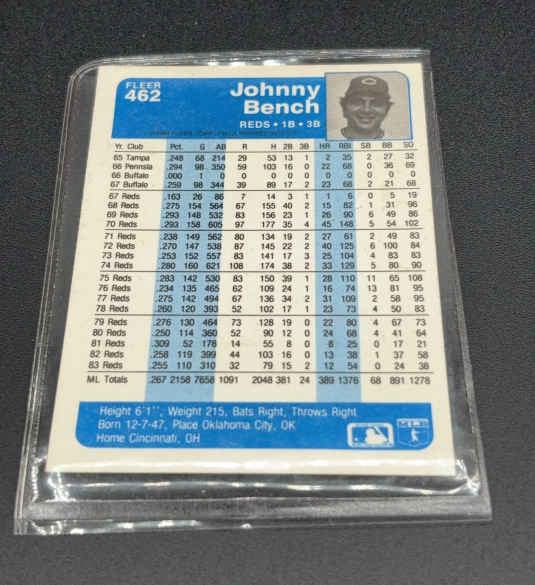 FLEER
462
Johnny
Bench
REDS • 1B • 3B
Yr. Club Pct. G AB R H 2B 3B HR RBI SB BB SO
65 Tampa .248 68 214 29 53 13 1 2 35 2 27 32
66 Pennsla .294 98 350 59 103 16 0 22 68 0 36 69
66 Buffalo .000 0 0 0 0 0 0 0 0 0 0 0
67 Buffalo .259 98 344 39 89 17 2 23 68 2 21 68
67 Reds .163 26 86 7 14 3 1 1 6 0 5 19
68 Reds .275 154 564 67 155 40 2 15 82 1 31 96
69 Reds .293 148 532 83 156 23 1 26 90 6 49 86
70 Reds .293 158 605 97 177 35 4 45 148 5 54 102
71 Reds .238 149 562 80 134 19 2 27 61 2 49 83
72 Reds .270 147 538 87 145 22 2 40 125 6 100 84
73 Reds .253 152 557 83 141 17 3 25 104 4 83 83
74 Reds .280 160 621 108 174 38 2 33 129 5 80 90
75 Reds .283 142 530 83 150 39 1 28 110 11 65 108
76 Reds .234 135 465 62 109 24 1 16 74 13 81 95
77 Reds .275 142 494 67 136 34 2 31 109 2 58 95
78 Reds .260 120 393 52 102 17 1 23 73 4 50 83
79 Reds .276 130 464 73 128 19 0 22 80 4 67 73
80 Reds .250 114 360 52 90 12 0 24 68 4 41 64
81 Reds .309 52 178 14 55 8 0 8 25 0 17 21
82 Reds .258 119 399 44 103 16 0 13 38 1 37 58
83 Reds .255 110 310 32 79 15 2 12 54 0 24 38
ML Totals .267 2158 7658 1091 2048 381 24 389 1376 68 891 1278
Height 6'1'', Weight 215, Bats Right, Throws Right
Born 12-7-47, Place Oklahoma City, OK
Home Cincinnati, OH